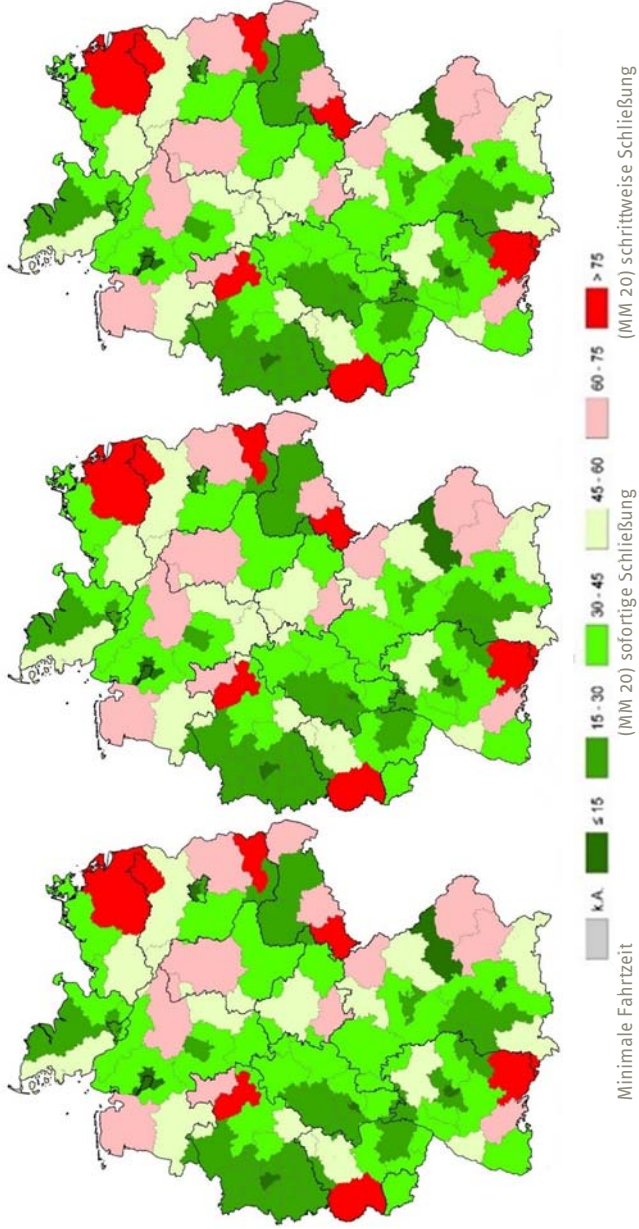 Minimale Fahrtzeit
(MM 20) sofortige Schließung
(MM 20) schrittweise Schließung
k.A.
≤ 15
15 - 30
30 - 45
45 - 60
60 - 75
> 75